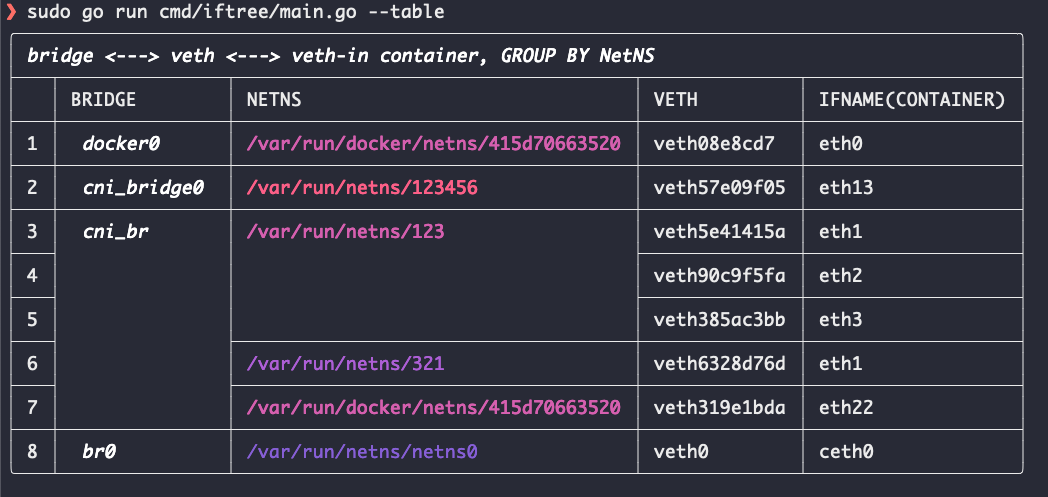 ❯ sudo go run cmd/iftree/main.go --table
bridge <---> veth <---> veth-in container, GROUP BY NetNS
BRIDGE NETNS VETH IFNAME(CONTAINER)
1 docker0 /var/run/docker/netns/415d70663520 veth08e8cd7 eth0
2 cni_bridge0 /var/run/netns/123456 veth57e09f05 eth13
3 cni_br /var/run/netns/123 veth5e41415a eth1
4 veth90c9f5fa eth2
5 veth385ac3bb eth3
6 /var/run/netns/321 veth6328d76d eth1
7 /var/run/docker/netns/415d70663520 veth319e1bda eth22
8 br0 /var/run/netns/netns0 veth0 ceth0